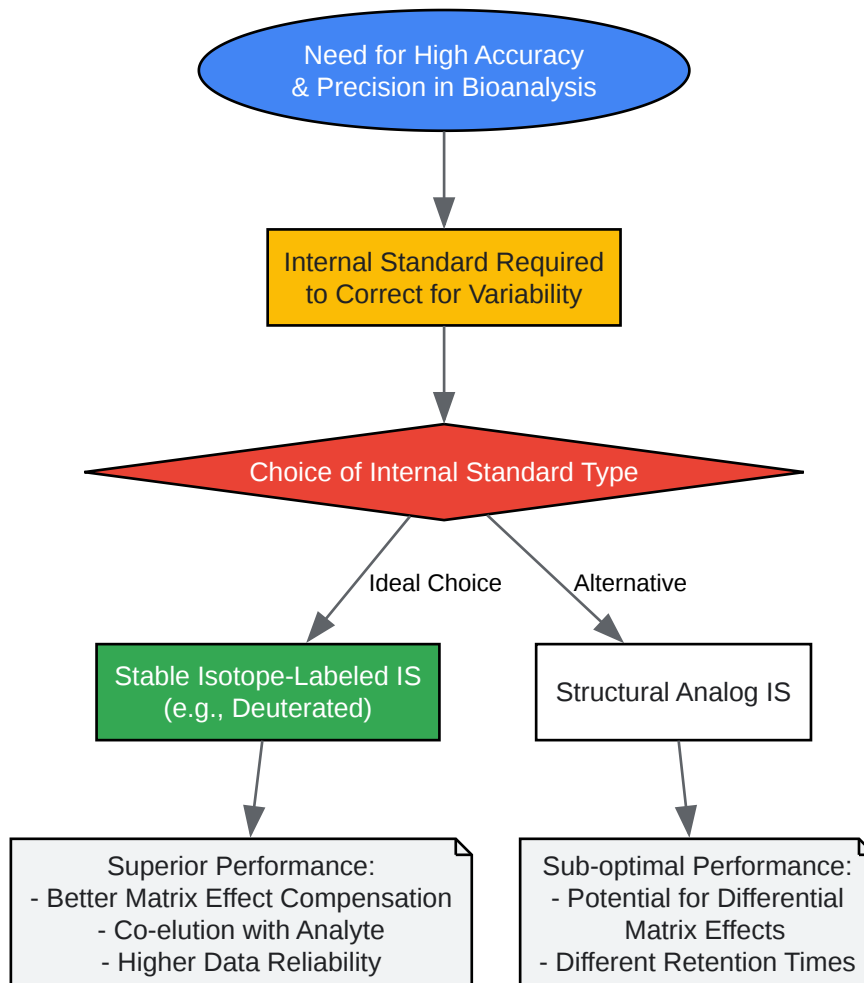 Need for High Accuracy
& Precision in Bioanalysis
Internal Standard Required
to Correct for Variability
Choice of Internal Standard Type
Ideal Choice
Alternative
Stable Isotope-Labeled IS
(e.g., Deuterated)
Structural Analog IS
Superior Performance:
- Better Matrix Effect Compensation
- Co-elution with Analyte
- Higher Data Reliability
Sub-optimal Performance:
- Potential for Differential
Matrix Effects
- Different Retention Times